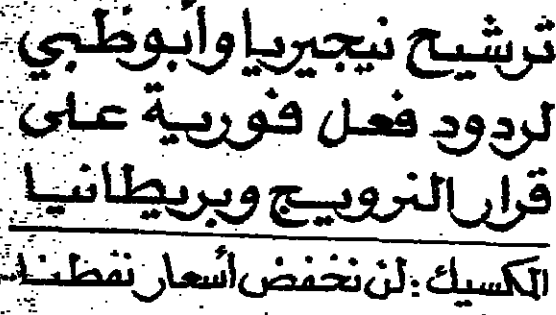 ترشيح نيجيريا وأبوظبي
لردود فعل فورية على
قرار النرويج وبريطانيا
المكسيك : لن نخفض أسعار نفطنا